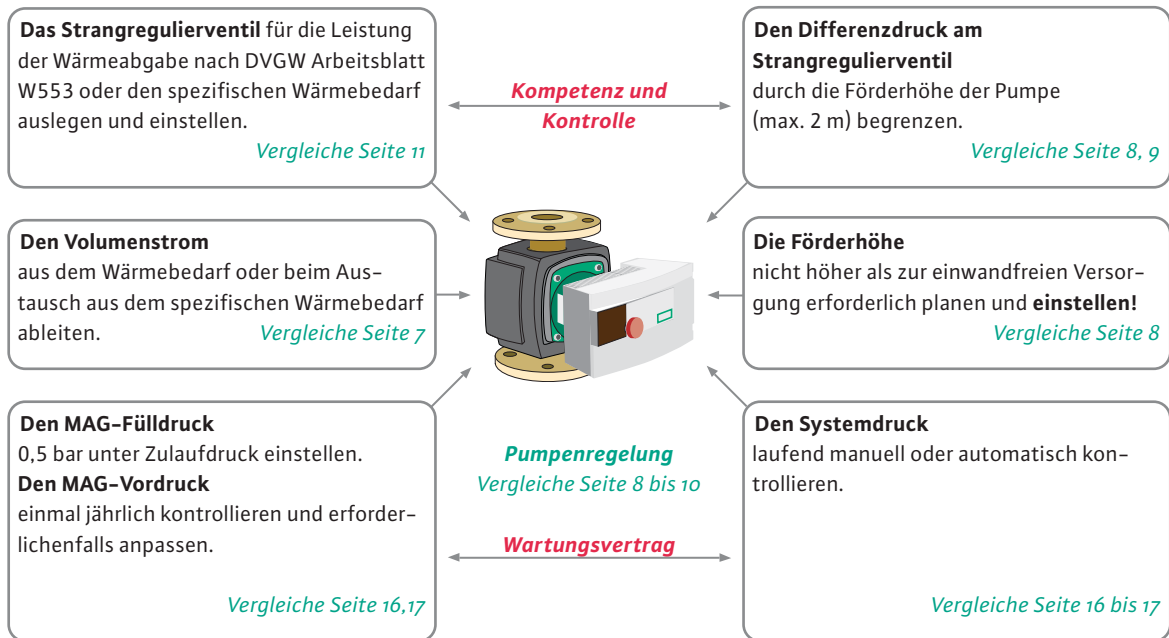 Das Strangregulierventil für die Leistung
der Wärmeabgabe nach DVGW Arbeitsblatt
W553 oder den spezifischen Wärmebedarf
auslegen und einstellen.
Vergleiche Seite 11
Kompetenz und
Kontrolle
Den Differenzdruck am
Strangregulierventil
durch die Förderhöhe der Pumpe
(max. 2 m) begrenzen.
Vergleiche Seite 8, 9
Den Volumenstrom
aus dem Wärmebedarf oder beim Aus-
tausch aus dem spezifischen Wärmebedarf
ableiten. Vergleiche Seite 7
Die Förderhöhe
nicht höher als zur einwandfreien Versor-
gung erforderlich planen und einstellen!
Vergleiche Seite 8
Den MAG-Fülldruck
0,5 bar unter Zulaufdruck einstellen.
Den MAG-Vordruck
einmal jährlich kontrollieren und erforder-
lichenfalls anpassen.
Vergleiche Seite 16,17
Pumpenregelung
Vergleiche Seite 8 bis 10
Wartungsvertrag
Den Systemdruck
laufend manuell oder automatisch kon-
trollieren.
Vergleiche Seite 16 bis 17